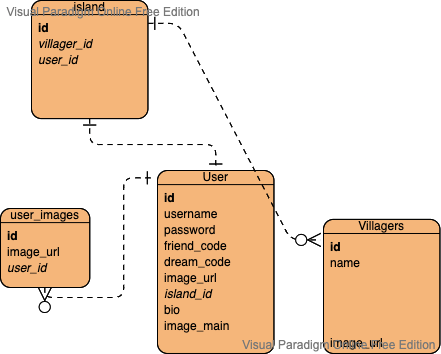 island
Visual Paradigm Online Free Edition
id
villager_id
user_id
User
id
username
password
friend_code
dream_code
image_url
island_id
bio
image_main
user_images
id
image_url
user_id
Villagers
id
name
image_url
Visual Paradigm Online Free Edition